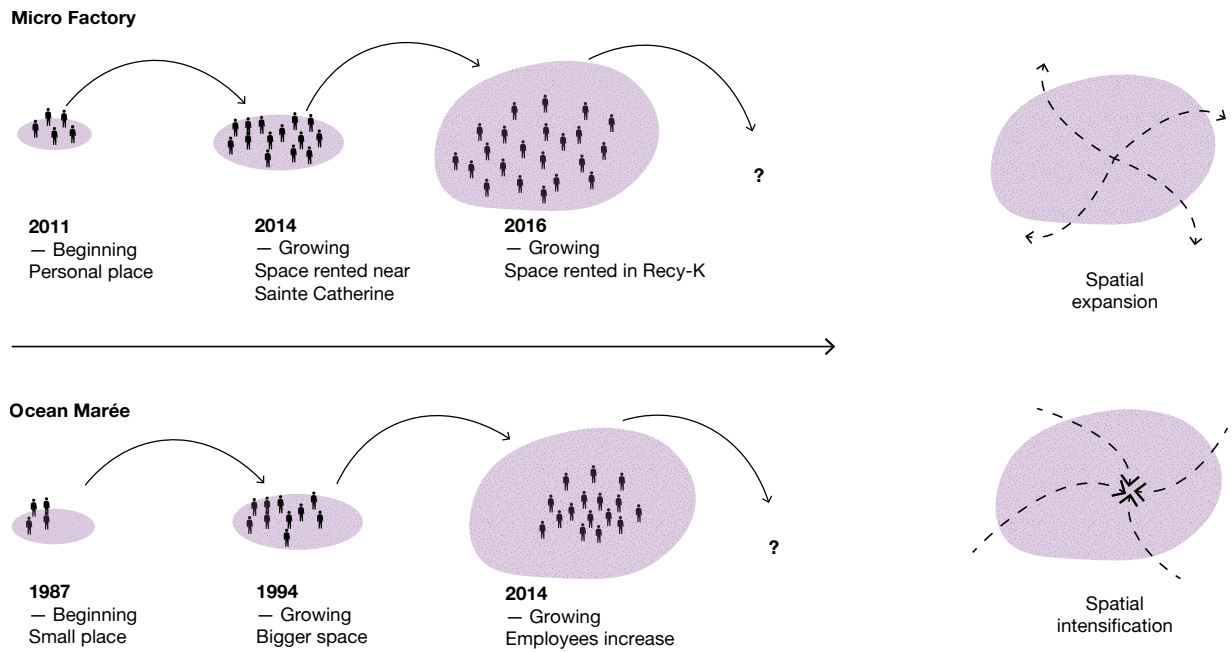 Micro Factory
?
2011
— Beginning
Personal place
2014
— Growing
Space rented near
Sainte Catherine
2016
— Growing
Space rented in Recy-K
Spatial
expansion
Ocean Marée
?
1987
— Beginning
Small place
1994
— Growing
Bigger space
2014
— Growing
Employees increase
Spatial
intensification